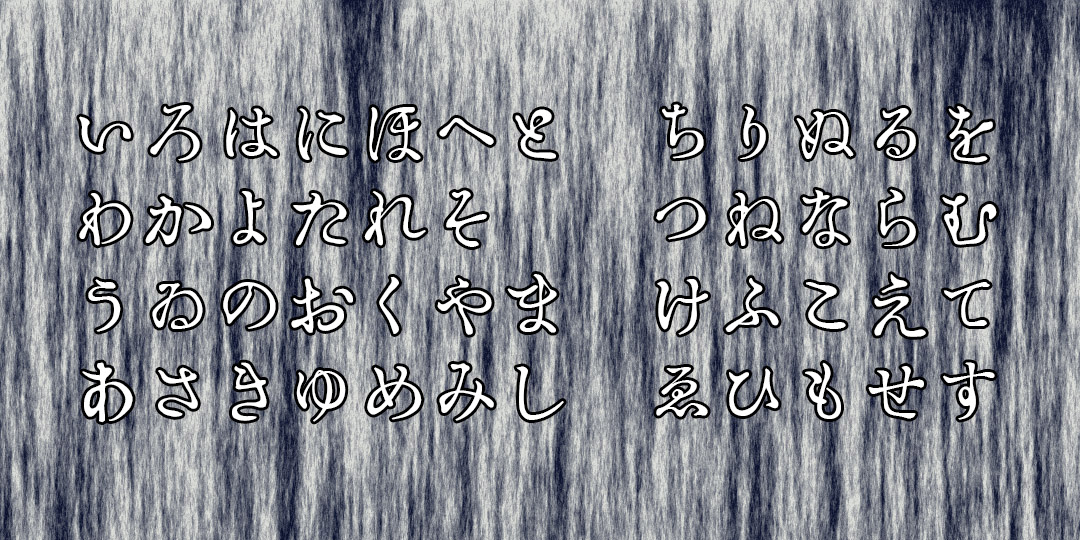 いろはにほへと　ちりぬるを
わかよたれそ　つねならむ
うゐのおくやま　けふこえて
あさきゆめみし　ゑひもせす